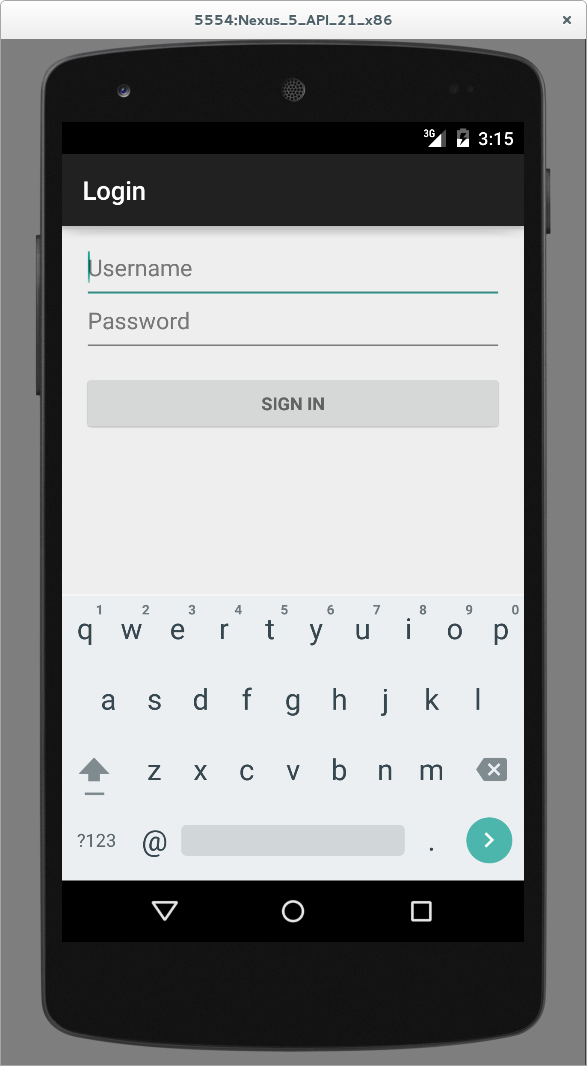 5554:Nexus_5_API_21_x86
3G 3:15
Login
Username
Password
SIGN IN
1 2 3 4 5 6 7 8 9 0
q w e r t y u i o p
a s d f g h j k l
z x c v b n m
?123 @ .